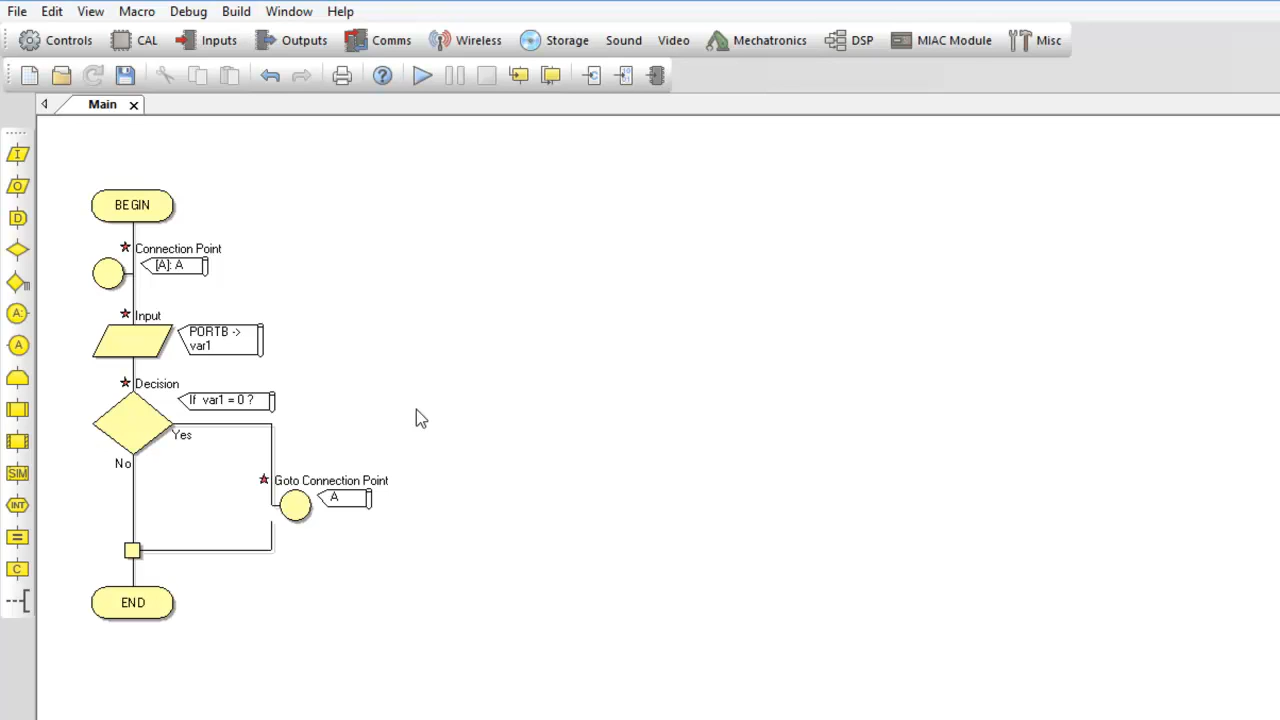 File Edit View Macro Debug Build Window Help
Controls CAL Inputs Outputs Comms Wireless Storage Sound Video Mechatronics DSP MIAC Module Misc
Main
BEGIN
Connection Point
[A]: A
Input
PORTB ->
var1
Decision
If var1 = 0 ?
Yes
No
Goto Connection Point
A
END
I
O
D
A:
A
SIM
INT
C